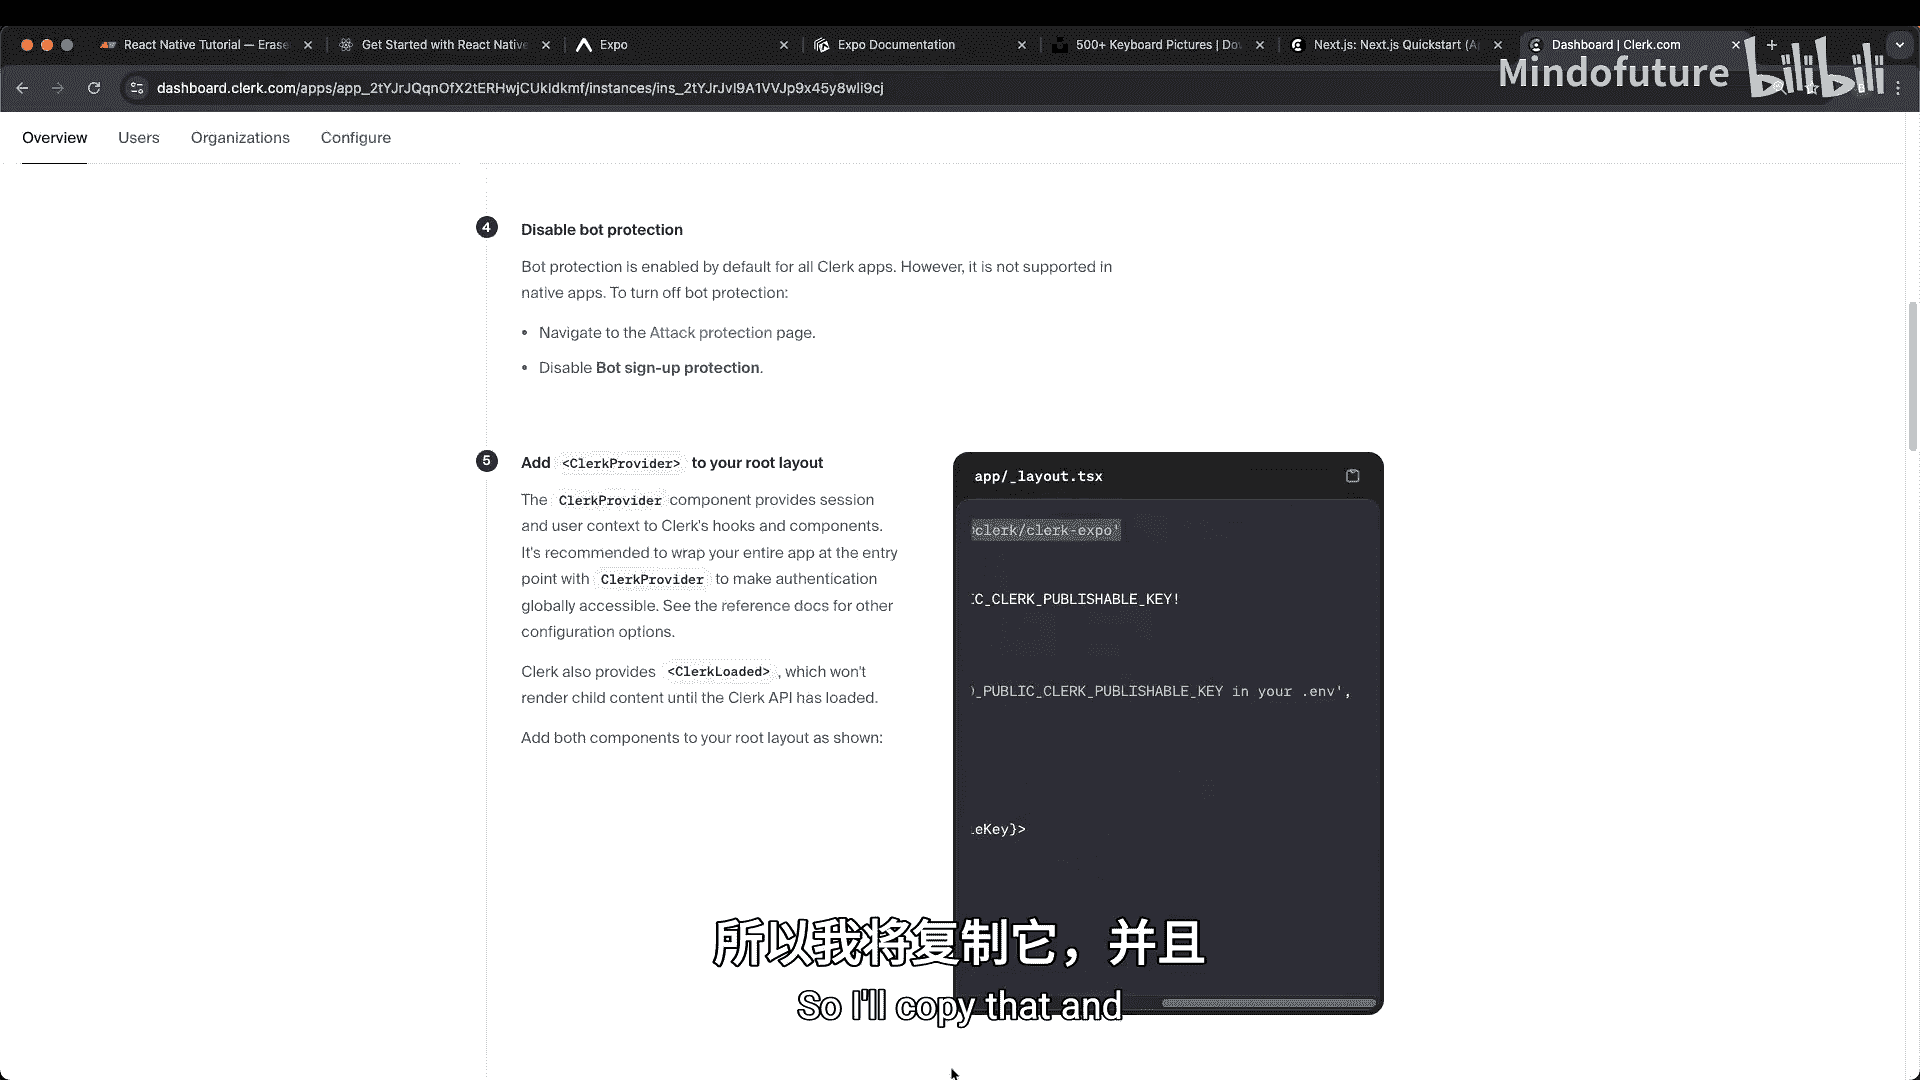 React Native Tutorial — Erase
Get Started with React Native
Expo
Expo Documentation
500+ Keyboard Pictures | Do
Next.js: Next.js Quickstart (A
Dashboard | Clerk.com
Mindofuture
bilibili
dashboard.clerk.com/apps/app_2tYJrJQqnOfX2tERHwjCUkIdkmf/instances/ins_2tYJrJvI9A1VVJp9x45y8wIi9cj
Overview
Users
Organizations
Configure
4
Disable bot protection
Bot protection is enabled by default for all Clerk apps. However, it is not supported in
native apps. To turn off bot protection:
• Navigate to the Attack protection page.
• Disable Bot sign-up protection.
5
Add <ClerkProvider> to your root layout
The ClerkProvider component provides session
and user context to Clerk's hooks and components.
It's recommended to wrap your entire app at the entry
point with ClerkProvider to make authentication
globally accessible. See the reference docs for other
configuration options.
Clerk also provides <ClerkLoaded>, which won't
render child content until the Clerk API has loaded.
Add both components to your root layout as shown:
app/_layout.tsx
clerk/clerk-expo'
IC_CLERK_PUBLISHABLE_KEY!
_PUBLIC_CLERK_PUBLISHABLE_KEY in your .env',
eKey}>
所以我将复制它，并且
So I'll copy that and